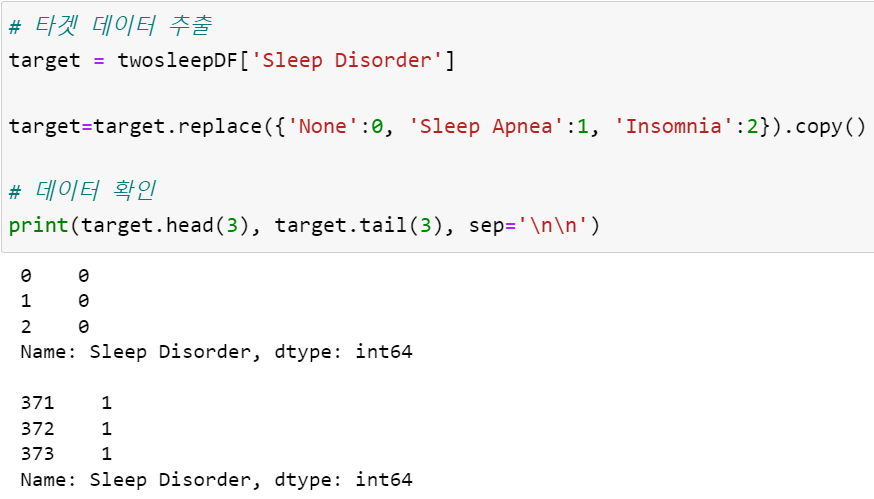 # 타겟 데이터 추출
target = twosleepDF['Sleep Disorder']
target=target.replace({'None':0, 'Sleep Apnea':1, 'Insomnia':2}).copy()
# 데이터 확인
print(target.head(3), target.tail(3), sep='\n\n')
0    0
1    0
2    0
Name: Sleep Disorder, dtype: int64
371    1
372    1
373    1
Name: Sleep Disorder, dtype: int64